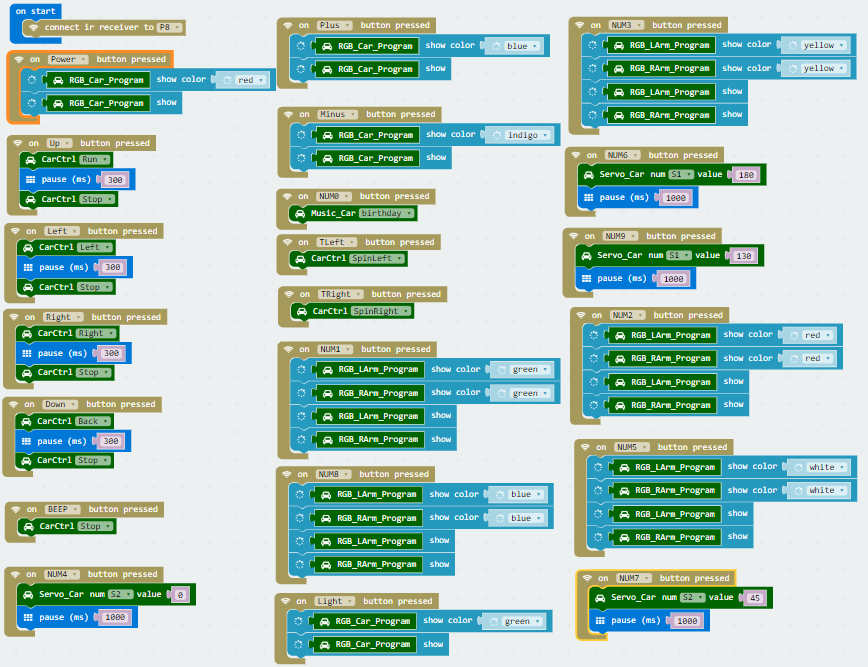 on start
connect ir receiver to P8
on Power button pressed
RGB_Car_Program show color red
RGB_Car_Program show
on Up button pressed
CarCtrl Run
pause (ms) 300
CarCtrl Stop
on Left button pressed
CarCtrl Left
pause (ms) 300
CarCtrl Stop
on Right button pressed
CarCtrl Right
pause (ms) 300
CarCtrl Stop
on Down button pressed
CarCtrl Back
pause (ms) 300
CarCtrl Stop
on BEEP button pressed
CarCtrl Stop
on NUM4 button pressed
Servo_Car num S2 value 0
pause (ms) 1000
on Plus button pressed
RGB_Car_Program show color blue
RGB_Car_Program show
on Minus button pressed
RGB_Car_Program show color indigo
RGB_Car_Program show
on NUM0 button pressed
Music_Car birthday
on TLeft button pressed
CarCtrl SpinLeft
on TRight button pressed
CarCtrl SpinRight
on NUM1 button pressed
RGB_LArm_Program show color green
RGB_RArm_Program show color green
RGB_LArm_Program show
RGB_RArm_Program show
on NUM8 button pressed
RGB_LArm_Program show color blue
RGB_RArm_Program show color blue
RGB_LArm_Program show
RGB_RArm_Program show
on Light button pressed
RGB_Car_Program show color green
RGB_Car_Program show
on NUM3 button pressed
RGB_LArm_Program show color yellow
RGB_RArm_Program show color yellow
RGB_LArm_Program show
RGB_RArm_Program show
on NUM6 button pressed
Servo_Car num S1 value 180
pause (ms) 1000
on NUM9 button pressed
Servo_Car num S1 value 130
pause (ms) 1000
on NUM2 button pressed
RGB_LArm_Program show color red
RGB_RArm_Program show color red
RGB_LArm_Program show
RGB_RArm_Program show
on NUM5 button pressed
RGB_LArm_Program show color white
RGB_RArm_Program show color white
RGB_LArm_Program show
RGB_RArm_Program show
on NUM7 button pressed
Servo_Car num S2 value 45
pause (ms) 1000